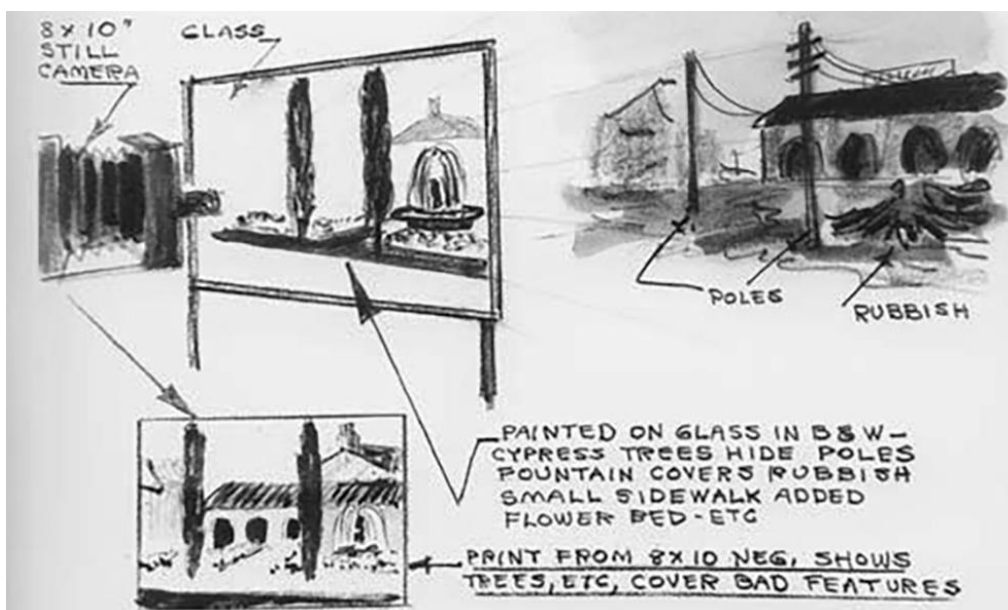 8 X 10"
STILL
CAMERA
GLASS
POLES
RUBBISH
PAINTED ON GLASS IN B&W-
CYPRESS TREES HIDE POLES
FOUNTAIN COVERS RUBBISH
SMALL SIDEWALK ADDED
FLOWER BED-ETC
PRINT FROM 8X10 NEG, SHOWS
TREES, ETC, COVER BAD FEATURES